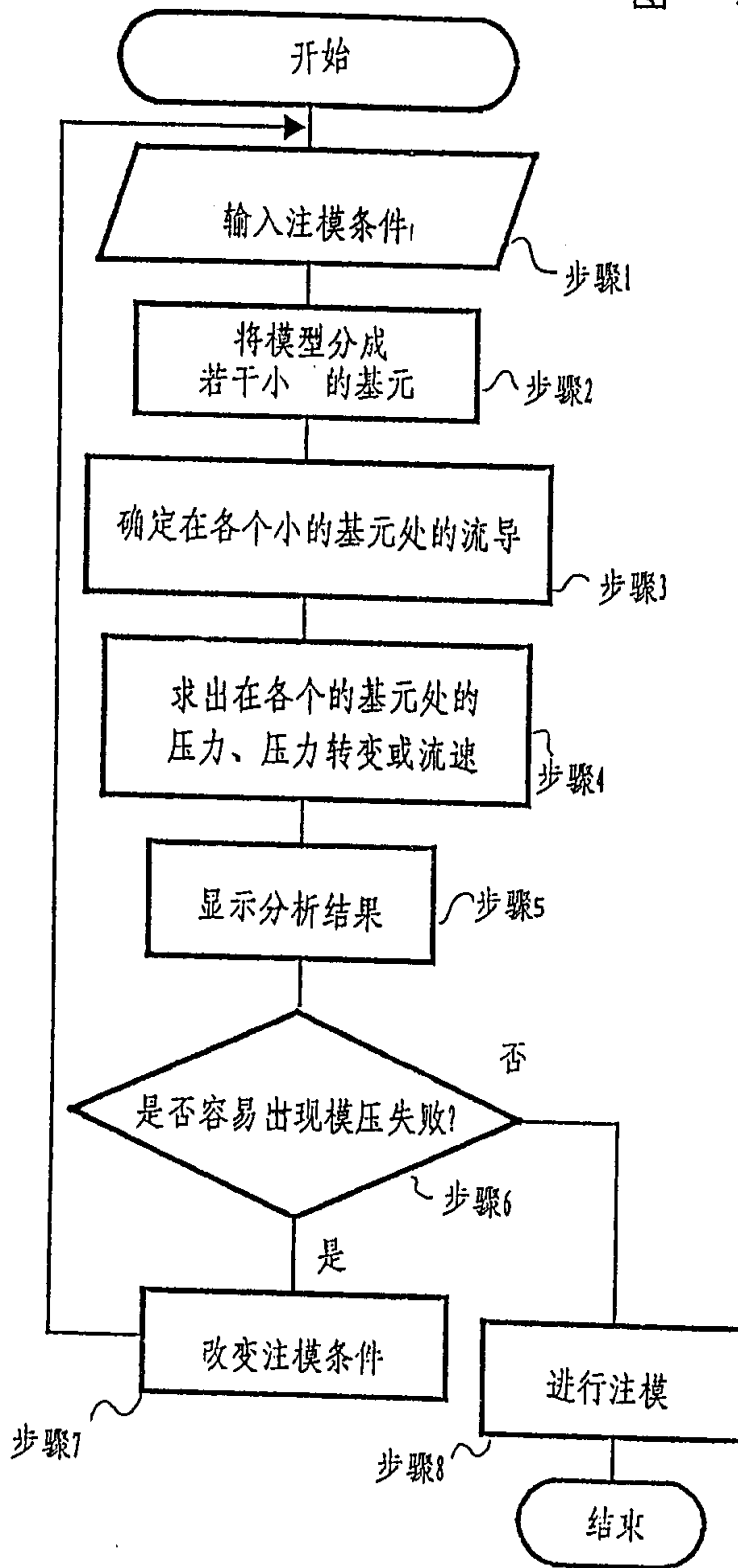 图
开始
输入注模条件
步骤1
将模型分成
若干小 的基元
步骤2
确定在各个小的基元处的流导
步骤3
求出在各个的基元处的
压力、压力转变或流速
步骤4
显示分析结果
步骤5
否
是否容易出现模压失败?
步骤6
是
改变注模条件
步骤7
进行注模
步骤8
结束